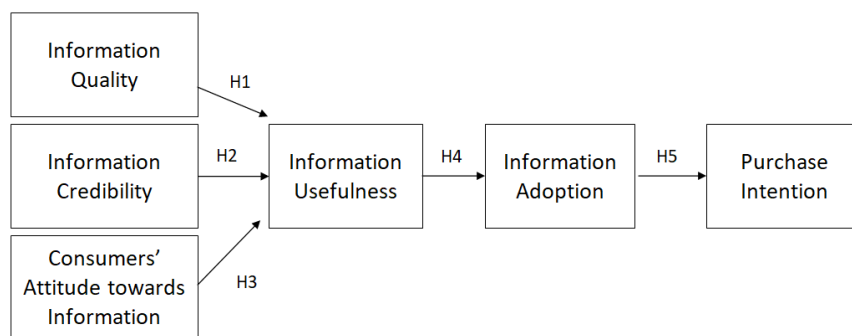 Information
Quality
H1
Information
Credibility
H2
Information
Usefulness
H4
Information
Adoption
H5
Purchase
Intention
Consumers’
Attitude towards
Information
H3